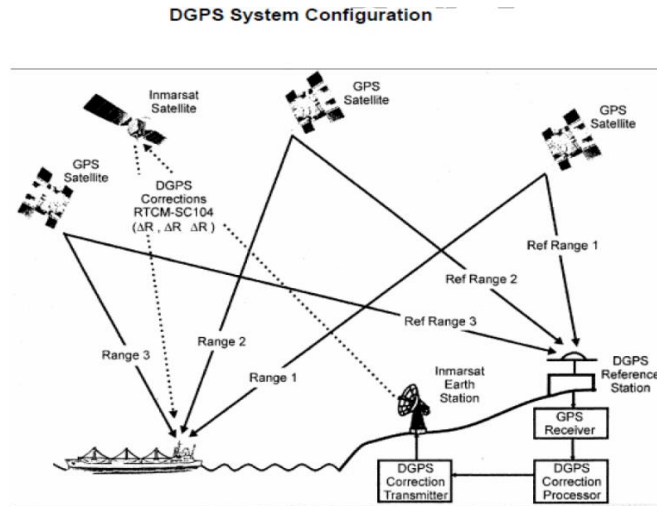 DGPS System Configuration
Inmarsat
Satellite
GPS
Satellite
GPS
Satellite
GPS
Satellite
DGPS
Corrections
RTCM-SC104
(ΔR , ΔR ΔR )
Ref Range 1
Ref Range 2
Ref Range 3
Range 2
Range 3
Range 1
Inmarsat
Earth
Station
DGPS
Reference
Station
GPS
Receiver
DGPS
Correction
Transmitter
DGPS
Correction
Processor